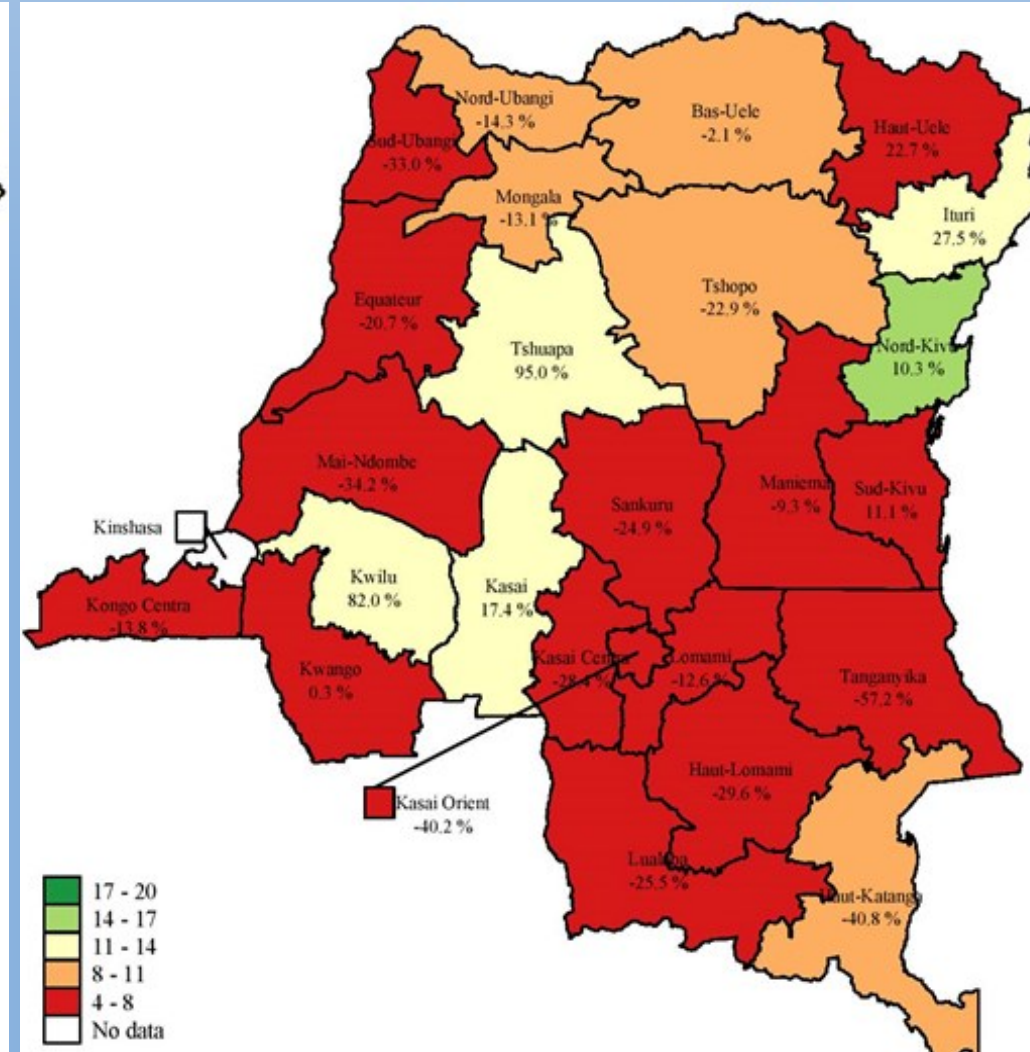 Nord-Ubangi
-14.3 %
Bas-Uele
-2.1 %
Sud-Ubangi
-33.0 %
Haut-Uele
22.7 %
Mongala
-13.1 %
Ituri
27.5 %
Equateur
-20.7 %
Tshopo
-22.9 %
Tshuapa
95.0 %
Nord-Kivu
10.3 %
Mai-Ndombe
-34.2 %
Sankuru
-24.9 %
Maniema
-9.3 %
Sud-Kivu
11.1 %
Kinshasa
Kwilu
82.0 %
Kasai
17.4 %
Kongo Centra
-13.8 %
Kwango
0.3 %
Kasai Centra
-28.4 %
Lomami
-12.6 %
Tanganyika
-57.2 %
Haut-Lomami
-29.6 %
Kasai Orient
-40.2 %
Lualaba
-25.5 %
Haut-Katanga
-40.8 %
17 - 20
14 - 17
11 - 14
8 - 11
4 - 8
No data